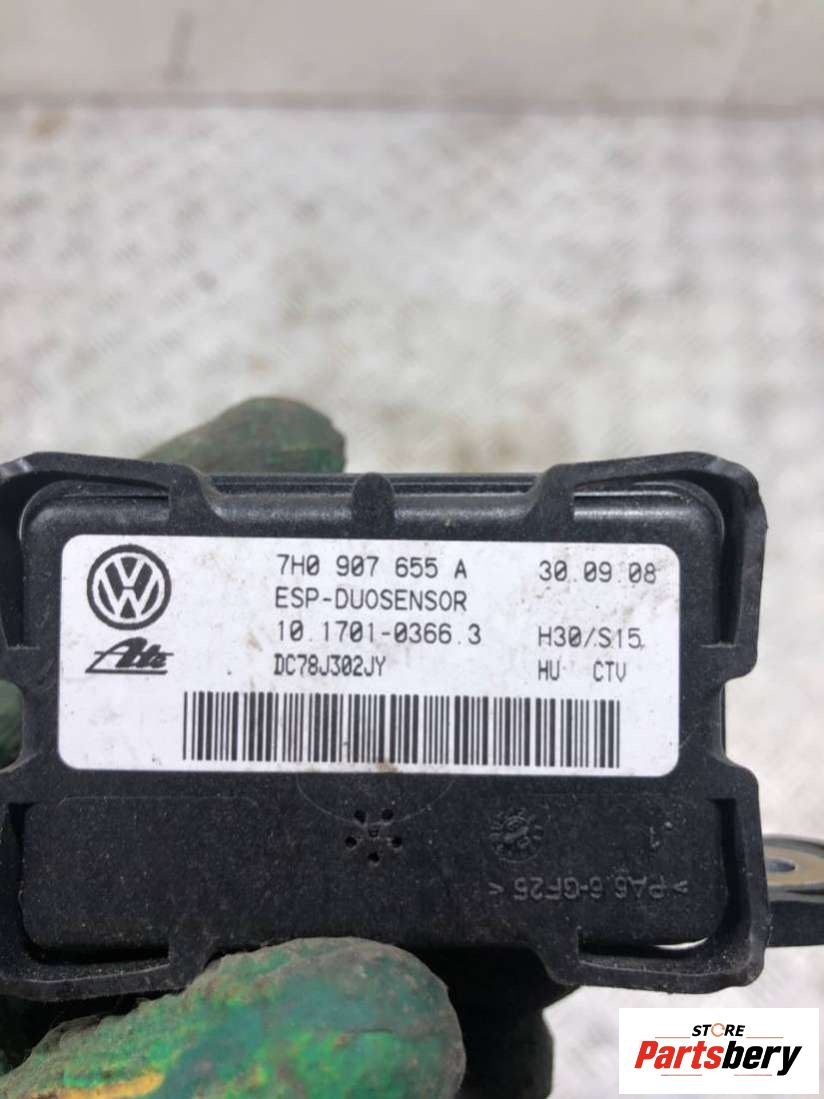 7H0 907 655 A 30.09.08
ESP-DUOSENSOR
10.1701-0366.3 H30/S15
Ate DC78J302JY HU CTV
>PA6.6-GF25<
STORE
Partsbery